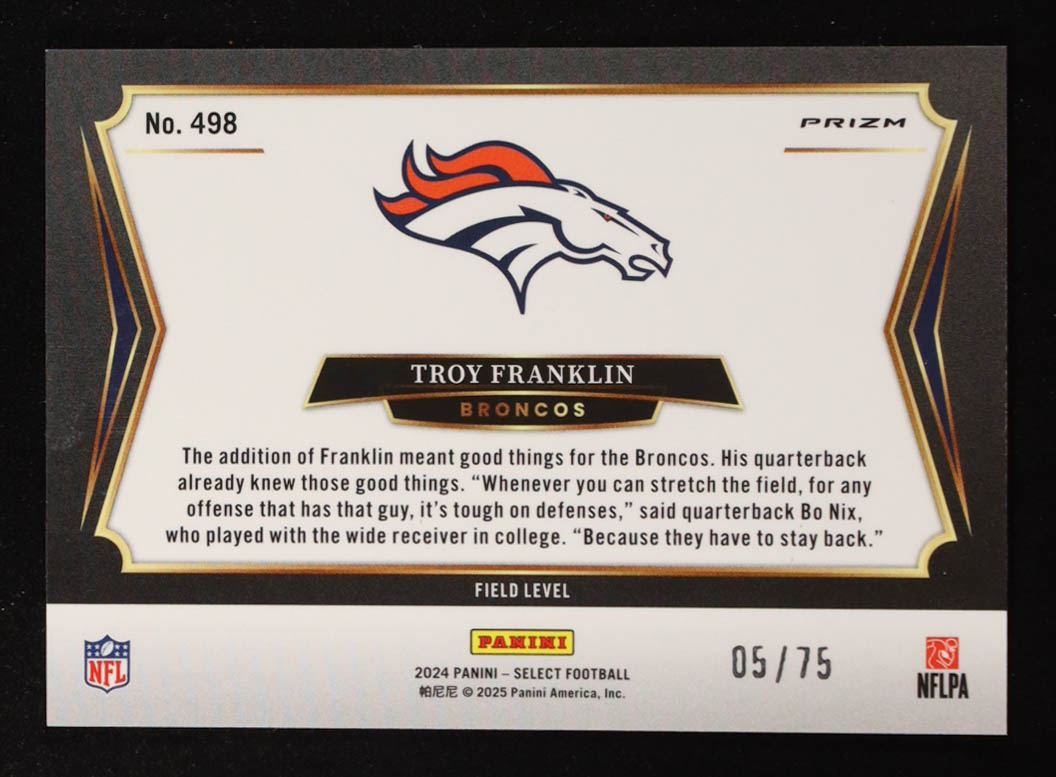 No. 498
PRIZM
TROY FRANKLIN
BRONCOS
The addition of Franklin meant good things for the Broncos. His quarterback
already knew those good things. “Whenever you can stretch the field, for any
offense that has that guy, it’s tough on defenses,” said quarterback Bo Nix,
who played with the wide receiver in college. “Because they have to stay back.”
FIELD LEVEL
NFL
PANINI
2024 PANINI – SELECT FOOTBALL
帕尼尼 © 2025 Panini America, Inc.
05/75
NFLPA